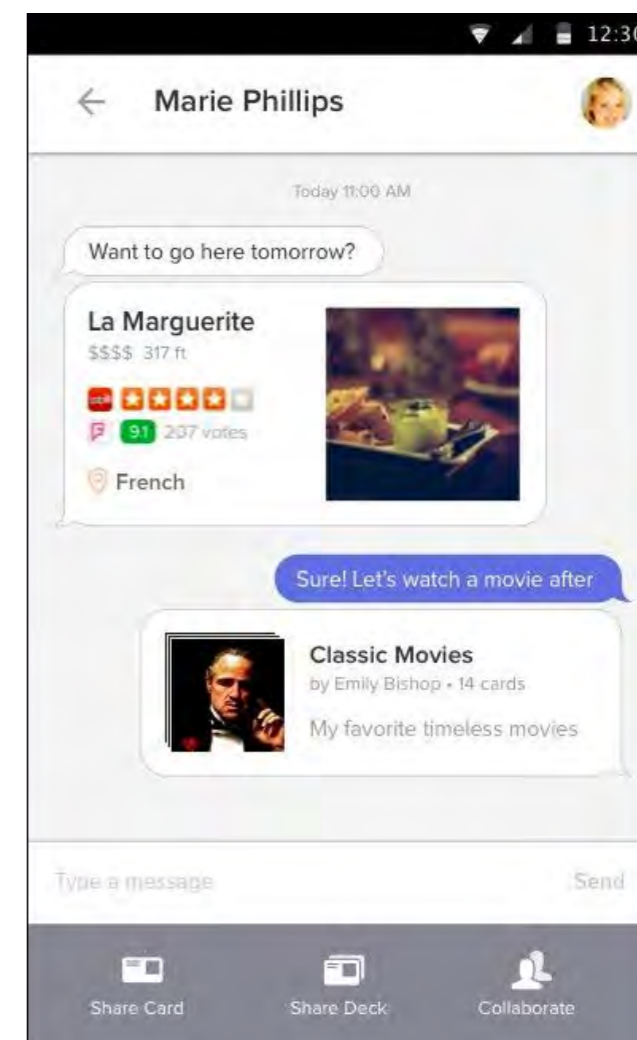 12:30
Marie Phillips
Today 11:00 AM
Want to go here tomorrow?
La Marguerite
$$$$ 317 ft
9.1 207 votes
French
Sure! Let's watch a movie after
Classic Movies
by Emily Bishop • 14 cards
My favorite timeless movies
Type a message
Send
Share Card
Share Deck
Collaborate